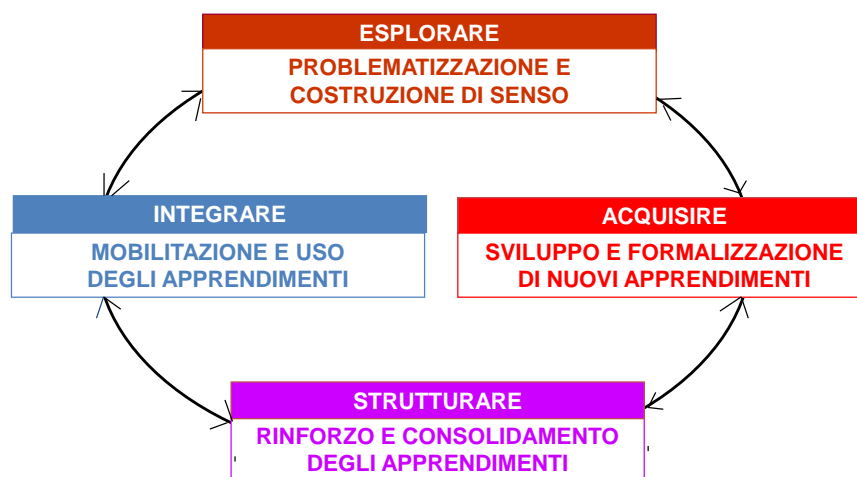 ESPLORARE
PROBLEMATIZZAZIONE E
COSTRUZIONE DI SENSO
INTEGRARE
MOBILITAZIONE E USO
DEGLI APPRENDIMENTI
ACQUISIRE
SVILUPPO E FORMALIZZAZIONE
DI NUOVI APPRENDIMENTI
STRUTTURARE
RINFORZO E CONSOLIDAMENTO
DEGLI APPRENDIMENTI